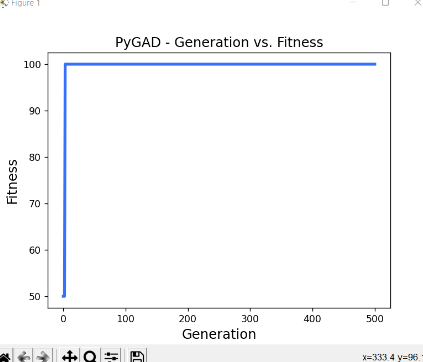 Figure 1
PyGAD - Generation vs. Fitness
100
90
80
70
60
50
Fitness
0 100 200 300 400 500
Generation
x=333.4 y=96.